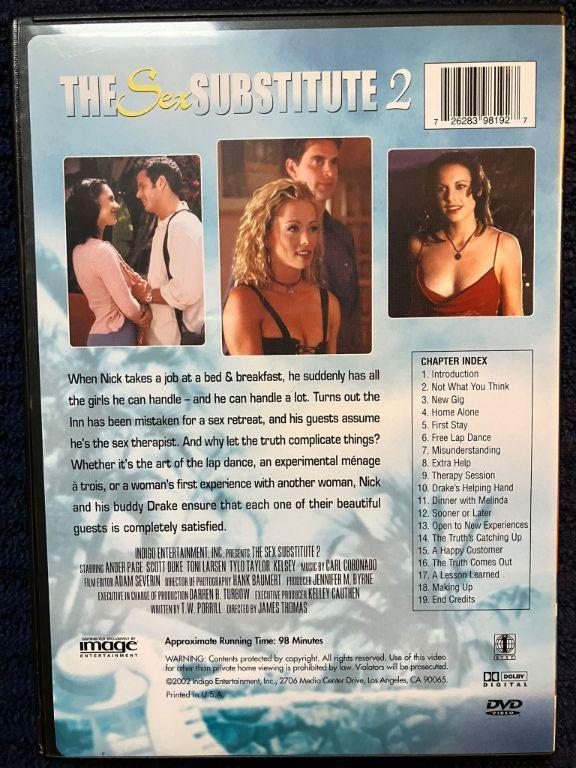 THE Sex SUBSTITUTE 2
7 26283 98192 7
When Nick takes a job at a bed & breakfast, he suddenly has all
the girls he can handle – and he can handle a lot. Turns out the
Inn has been mistaken for a sex retreat, and his guests assume
he's the sex therapist. And why let the truth complicate things?
Whether it's the art of the lap dance, an experimental ménage
à trois, or a woman's first experience with another woman, Nick
and his buddy Drake ensure that each one of their beautiful
guests is completely satisfied.
CHAPTER INDEX
1. Introduction
2. Not What You Think
3. New Gig
4. Home Alone
5. First Stay
6. Free Lap Dance
7. Misunderstanding
8. Extra Help
9. Therapy Session
10. Drake's Helping Hand
11. Dinner with Melinda
12. Sooner or Later
13. Open to New Experiences
14. The Truth's Catching Up
15. A Happy Customer
16. The Truth Comes Out
17. A Lesson Learned
18. Making Up
19. End Credits
INDIGO ENTERTAINMENT, INC. PRESENTS THE SEX SUBSTITUTE 2
STARRING ANDER PAGE SCOTT DUKE TONI LARSEN TYLO TAYLOR KELSEY MUSIC BY CARL CORONADO
FILM EDITOR ADAM SEVERIN DIRECTOR OF PHOTOGRAPHY HANK BAUMERT PRODUCER JENNIFER M. BYRNE
EXECUTIVE IN CHARGE OF PRODUCTION DARREN B. TURBOW EXECUTIVE PRODUCER KELLEY CAUTHEN
WRITTEN BY T.W. PORRILL DIRECTED BY JAMES THOMAS
DISTRIBUTED EXCLUSIVELY BY
image
ENTERTAINMENT
Approximate Running Time: 98 Minutes
WARNING: Contents protected by copyright. All rights reserved. Use of this video
for other than private home viewing is prohibited by law. Violators will be prosecuted.
©2002 Indigo Entertainment, Inc., 2706 Media Center Drive, Los Angeles, CA 90065.
Printed in U.S.A.
DOLBY
DIGITAL
DVD
VIDEO